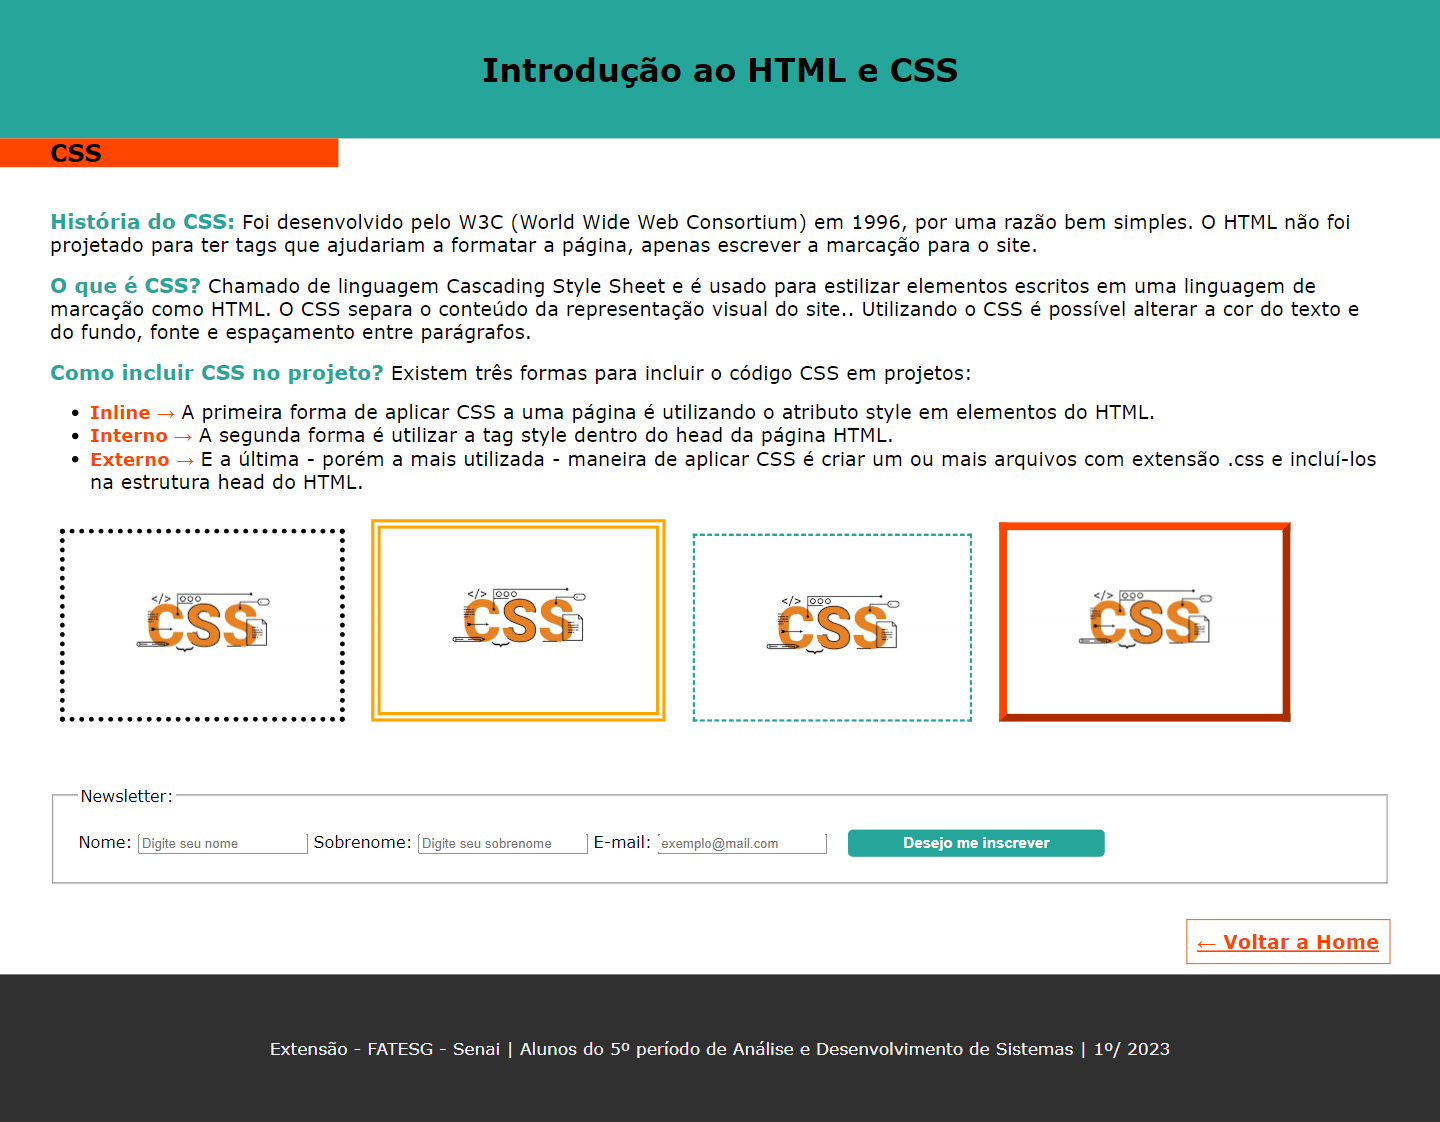 Introdução ao HTML e CSS
CSS
História do CSS: Foi desenvolvido pelo W3C (World Wide Web Consortium) em 1996, por uma razão bem simples. O HTML não foi
projetado para ter tags que ajudariam a formatar a página, apenas escrever a marcação para o site.
O que é CSS? Chamado de linguagem Cascading Style Sheet e é usado para estilizar elementos escritos em uma linguagem de
marcação como HTML. O CSS separa o conteúdo da representação visual do site.. Utilizando o CSS é possível alterar a cor do texto e
do fundo, fonte e espaçamento entre parágrafos.
Como incluir CSS no projeto? Existem três formas para incluir o código CSS em projetos:
• Inline → A primeira forma de aplicar CSS a uma página é utilizando o atributo style em elementos do HTML.
• Interno → A segunda forma é utilizar a tag style dentro do head da página HTML.
• Externo → E a última - porém a mais utilizada - maneira de aplicar CSS é criar um ou mais arquivos com extensão .css e incluí-los
na estrutura head do HTML.
</> CSS
</> CSS
</> CSS
</> CSS
Newsletter:
Nome: Digite seu nome Sobrenome: Digite seu sobrenome E-mail: exemplo@mail.com Desejo me inscrever
← Voltar a Home
Extensão - FATESG - Senai | Alunos do 5º período de Análise e Desenvolvimento de Sistemas | 1º/ 2023